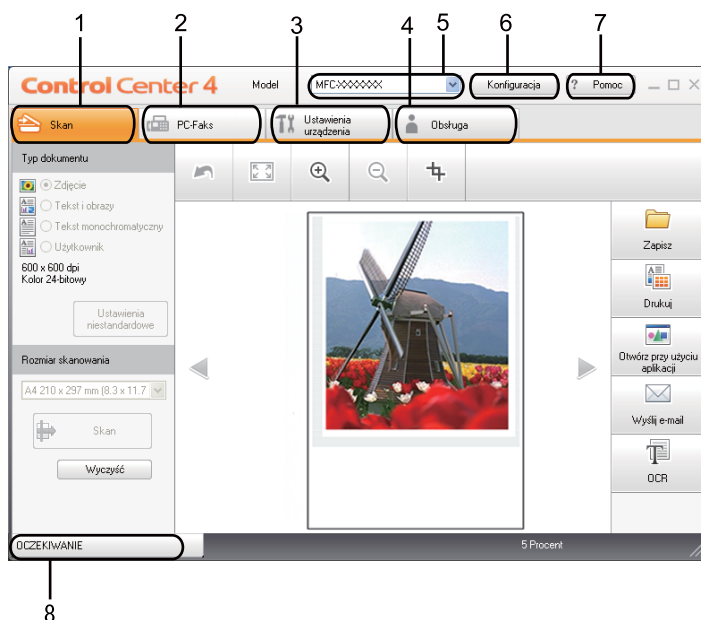 1
2
3
4
5
6
7
Control Center 4
Model
MFC-XXXXXXX
Konfiguracja
? Pomoc
Skan
PC-Faks
Ustawienia
urządzenia
Obsługa
Typ dokumentu
Zdjęcie
Tekst i obrazy
Tekst monochromatyczny
Użytkownik
600 x 600 dpi
Kolor 24-bitowy
Ustawienia
niestandardowe
Rozmiar skanowania
A4 210 x 297 mm (8.3 x 11.7
Skan
Wyczyść
Zapisz
Drukuj
Otwórz przy użyciu
aplikacji
Wyślij e-mail
OCR
OCZEKIWANIE
5 Procent
8